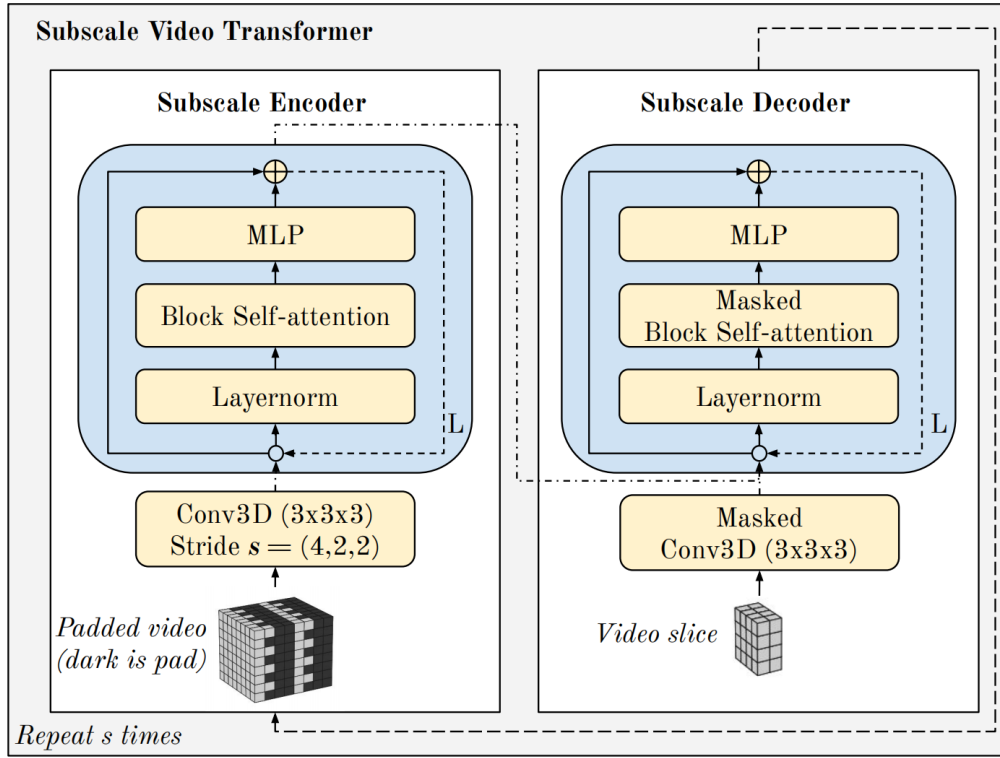 Subscale Video Transformer
Subscale Encoder
MLP
Block Self-attention
Layernorm
L
Conv3D (3x3x3)
Stride s = (4,2,2)
Padded video
(dark is pad)
Repeat s times
Subscale Decoder
MLP
Masked
Block Self-attention
Layernorm
L
Masked
Conv3D (3x3x3)
Video slice